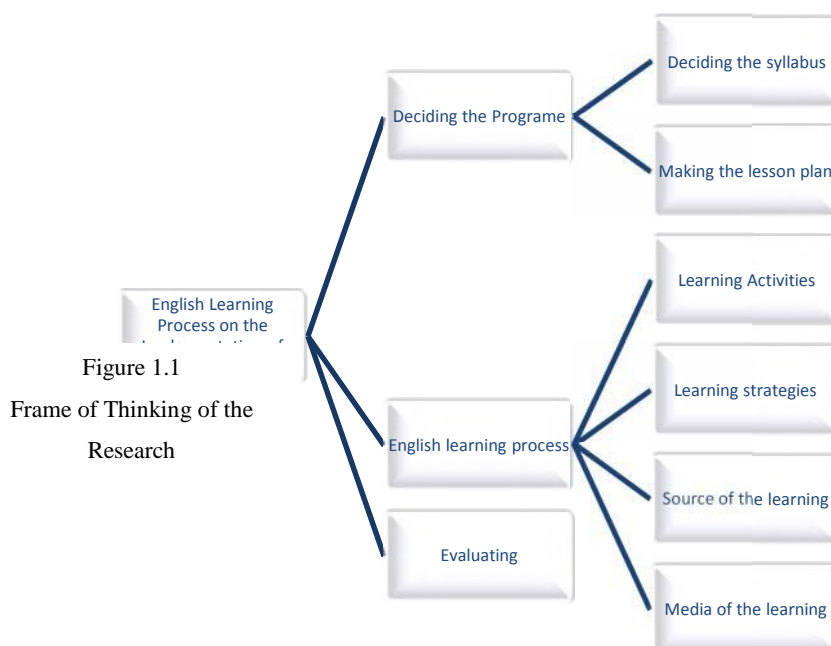 Deciding the syllabus
Deciding the Programe
Making the lesson plan
English Learning
Process on the
Figure 1.1
Frame of Thinking of the
Research
Learning Activities
Learning strategies
English learning process
Source of the learning
Evaluating
Media of the learning